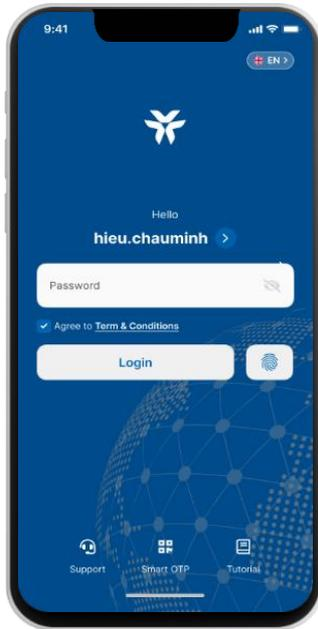 9:41
EN >
Hello
hieu.chauminh >
Password
Agree to Term & Conditions
Login
Support
Smart OTP
Tutorial